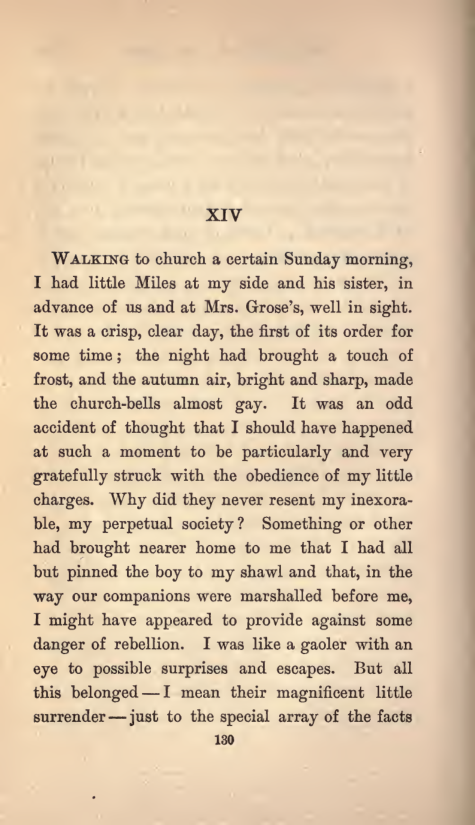 XIV
WALKING to church a certain Sunday morning,
I had little Miles at my side and his sister, in
advance of us and at Mrs. Grose's, well in sight.
It was a crisp, clear day, the first of its order for
some time; the night had brought a touch of
frost, and the autumn air, bright and sharp, made
the church-bells almost gay. It was an odd
accident of thought that I should have happened
at such a moment to be particularly and very
gratefully struck with the obedience of my little
charges. Why did they never resent my inexora-
ble, my perpetual society? Something or other
had brought nearer home to me that I had all
but pinned the boy to my shawl and that, in the
way our companions were marshalled before me,
I might have appeared to provide against some
danger of rebellion. I was like a gaoler with an
eye to possible surprises and escapes. But all
this belonged — I mean their magnificent little
surrender — just to the special array of the facts
130